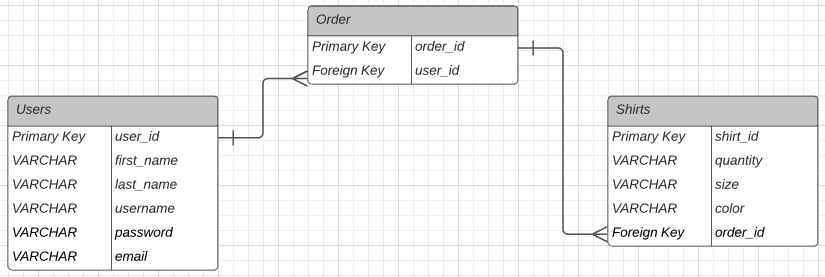 Order
Primary Key order_id
Foreign Key user_id
Users
Primary Key user_id
VARCHAR first_name
VARCHAR last_name
VARCHAR username
VARCHAR password
VARCHAR email
Shirts
Primary Key shirt_id
VARCHAR quantity
VARCHAR size
VARCHAR color
Foreign Key order_id